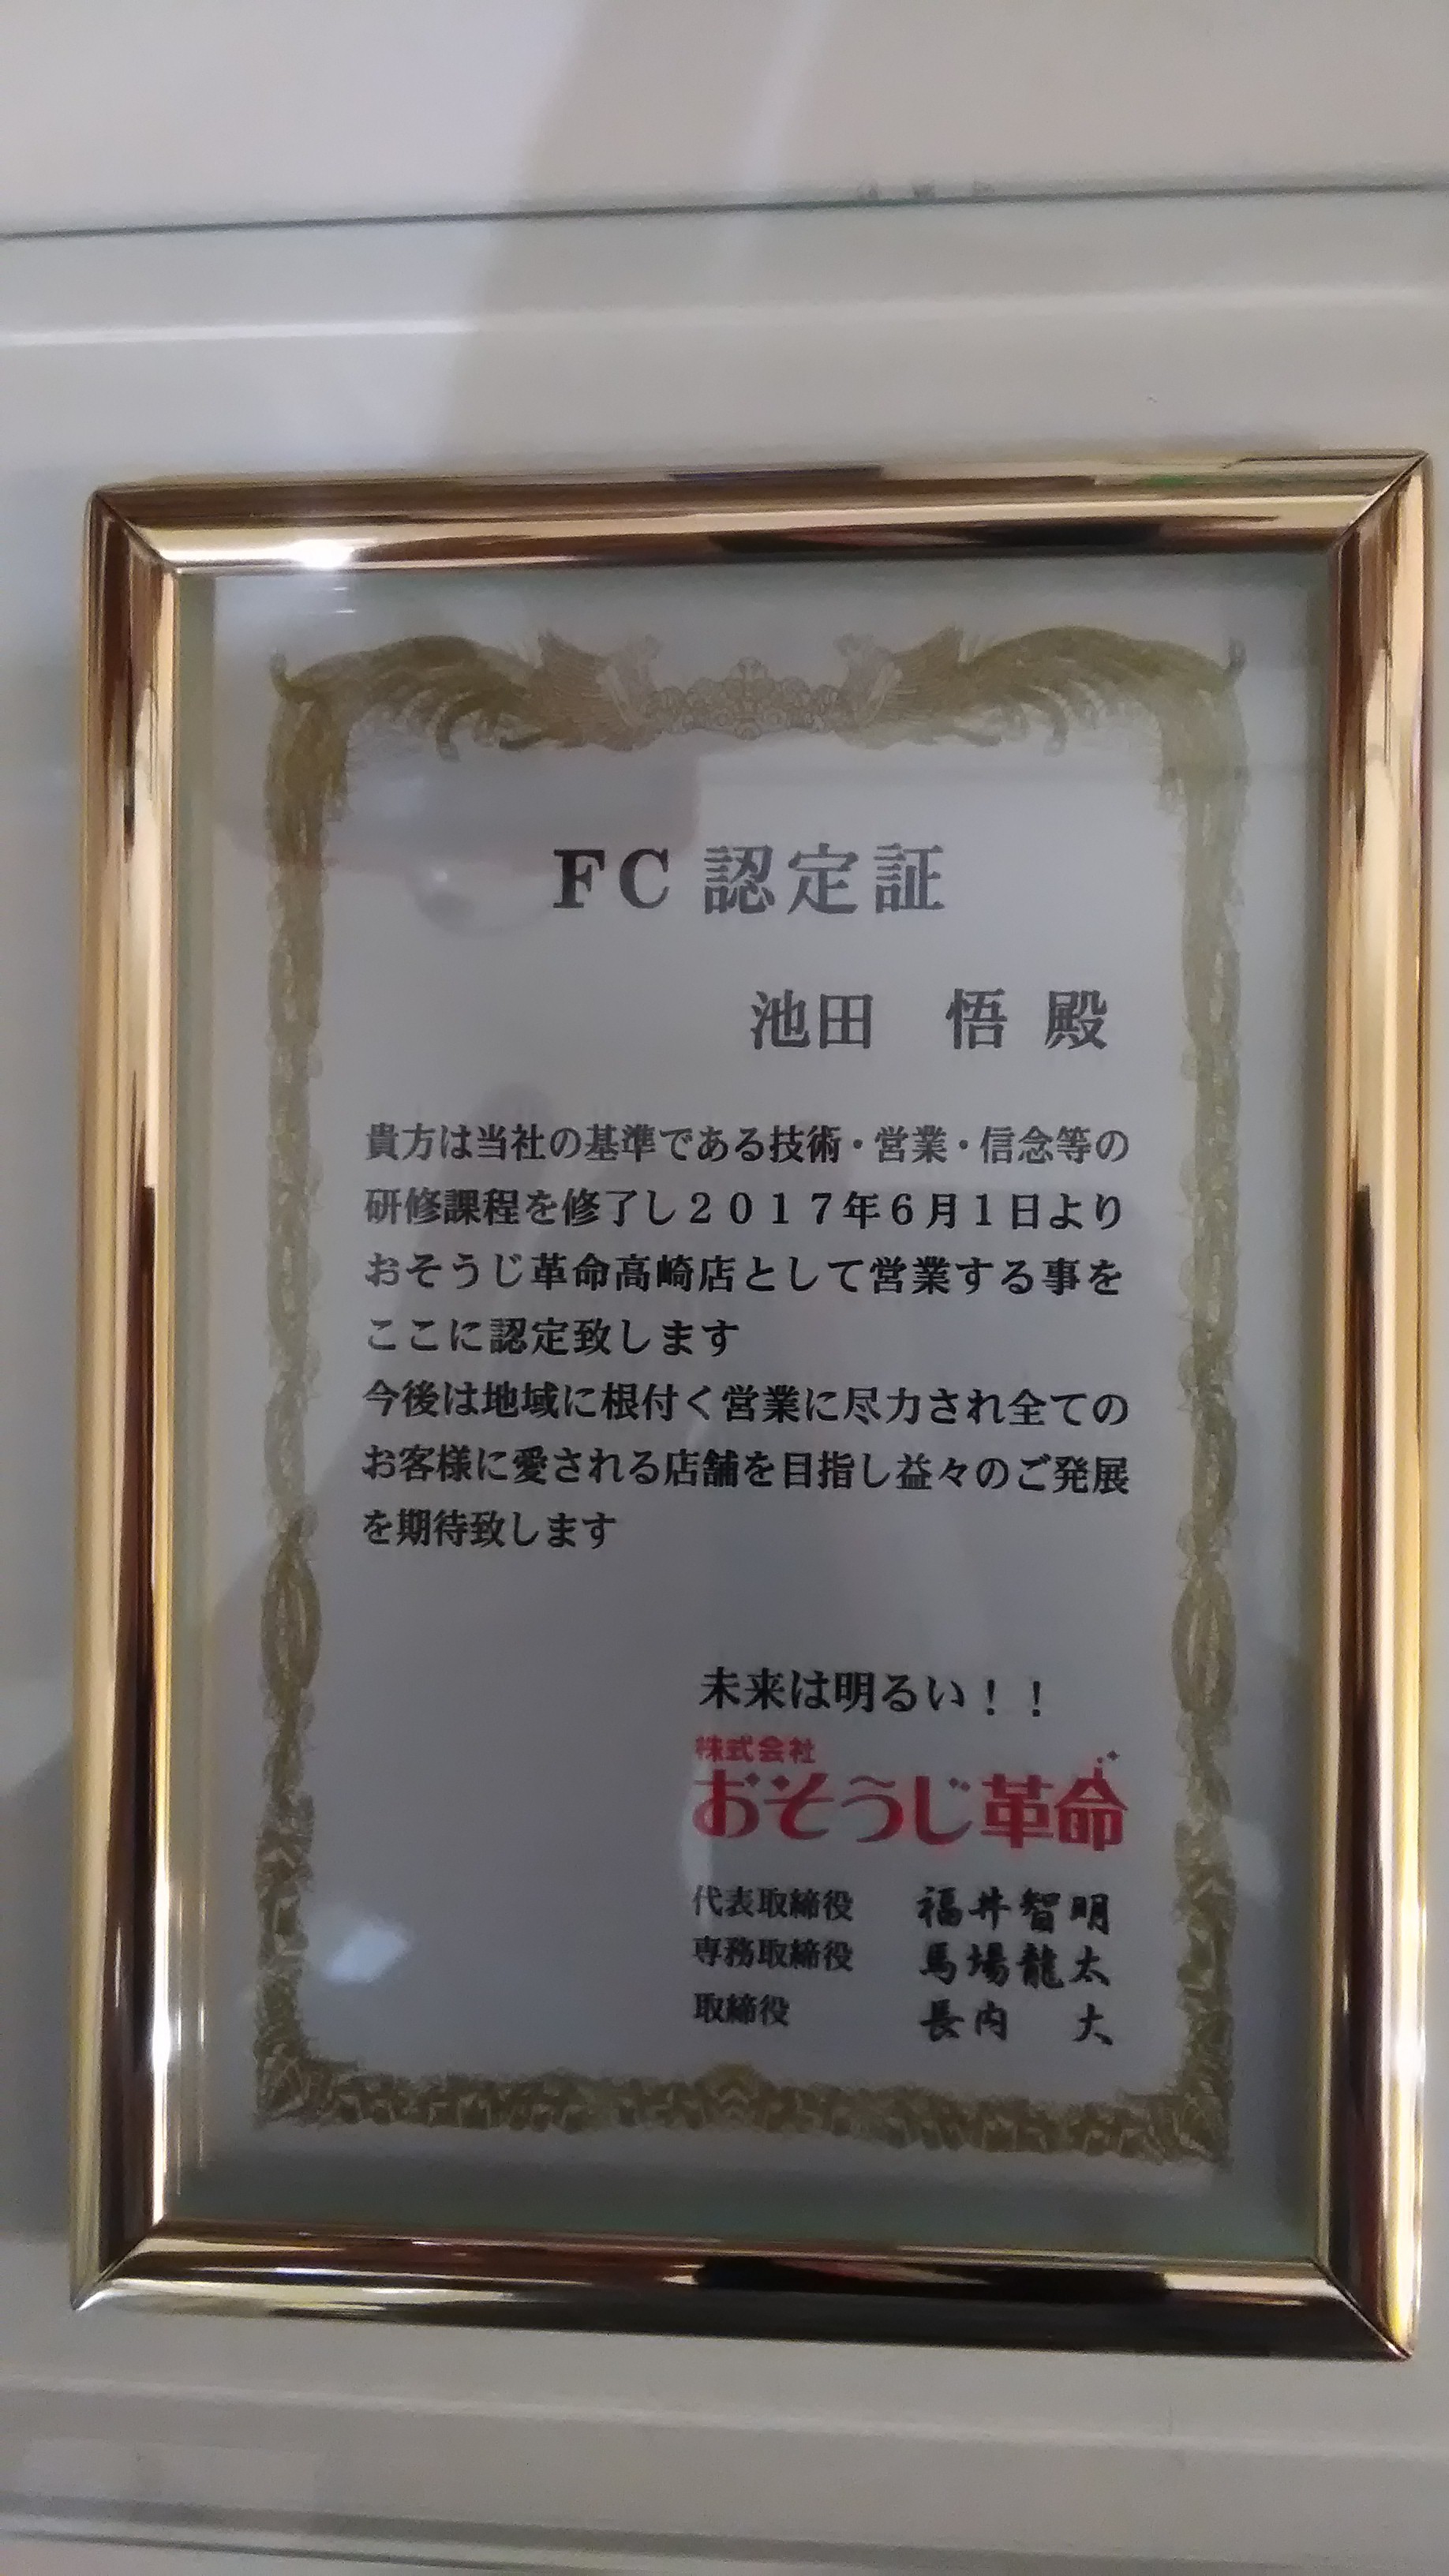 FC 認定証
池田　悟 殿
貴方は当社の基準である技術・営業・信念等の
研修課程を修了し２０１７年６月１日より
おそうじ革命高崎店として営業する事を
ここに認定致します
今後は地域に根付く営業に尽力され全ての
お客様に愛される店舗を目指し益々のご発展
を期待致します
未来は明るい！！
株式会社
おそうじ革命
代表取締役　福井智明
専務取締役　馬場龍太
取締役　長内　大